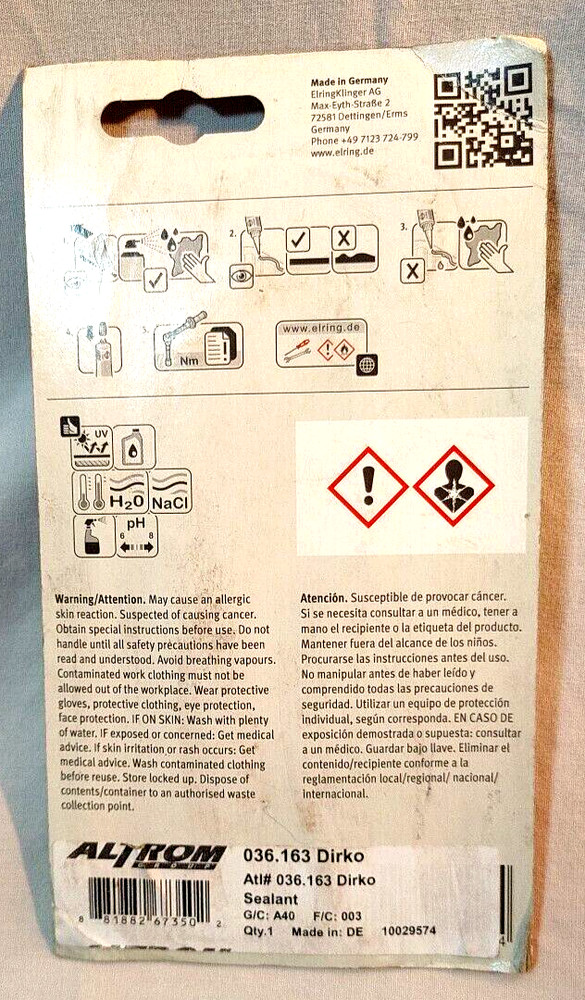 Made in Germany
ElringKlinger AG
Max-Eyth-Straße 2
72581 Dettingen/Erms
Germany
Phone +49 7123 724-799
www.elring.de
2.
3.
Nm
www.elring.de
UV
H₂O
NaCl
pH
6 8
Warning/Attention. May cause an allergic
skin reaction. Suspected of causing cancer.
Obtain special instructions before use. Do not
handle until all safety precautions have been
read and understood. Avoid breathing vapours.
Contaminated work clothing must not be
allowed out of the workplace. Wear protective
gloves, protective clothing, eye protection,
face protection. IF ON SKIN: Wash with plenty
of water. IF exposed or concerned: Get medical
advice. If skin irritation or rash occurs: Get
medical advice. Wash contaminated clothing
before reuse. Store locked up. Dispose of
contents/container to an authorised waste
collection point.
Atención. Susceptible de provocar cáncer.
Si se necesita consultar a un médico, tener a
mano el recipiente o la etiqueta del producto.
Mantener fuera del alcance de los niños.
Procurarse las instrucciones antes del uso.
No manipular antes de haber leído y
comprendido todas las precauciones de
seguridad. Utilizar un equipo de protección
individual, según corresponda. EN CASO DE
exposición demostrada o supuesta: consultar
a un médico. Guardar bajo llave. Eliminar el
contenido/recipiente conforme a la
reglamentación local/regional/ nacional/
internacional.
ALTROM
GROUP
8 81882 67350 2
036.163 Dirko
Atl# 036.163 Dirko
Sealant
G/C: A40 F/C: 003
Qty.1 Made in: DE 10029574